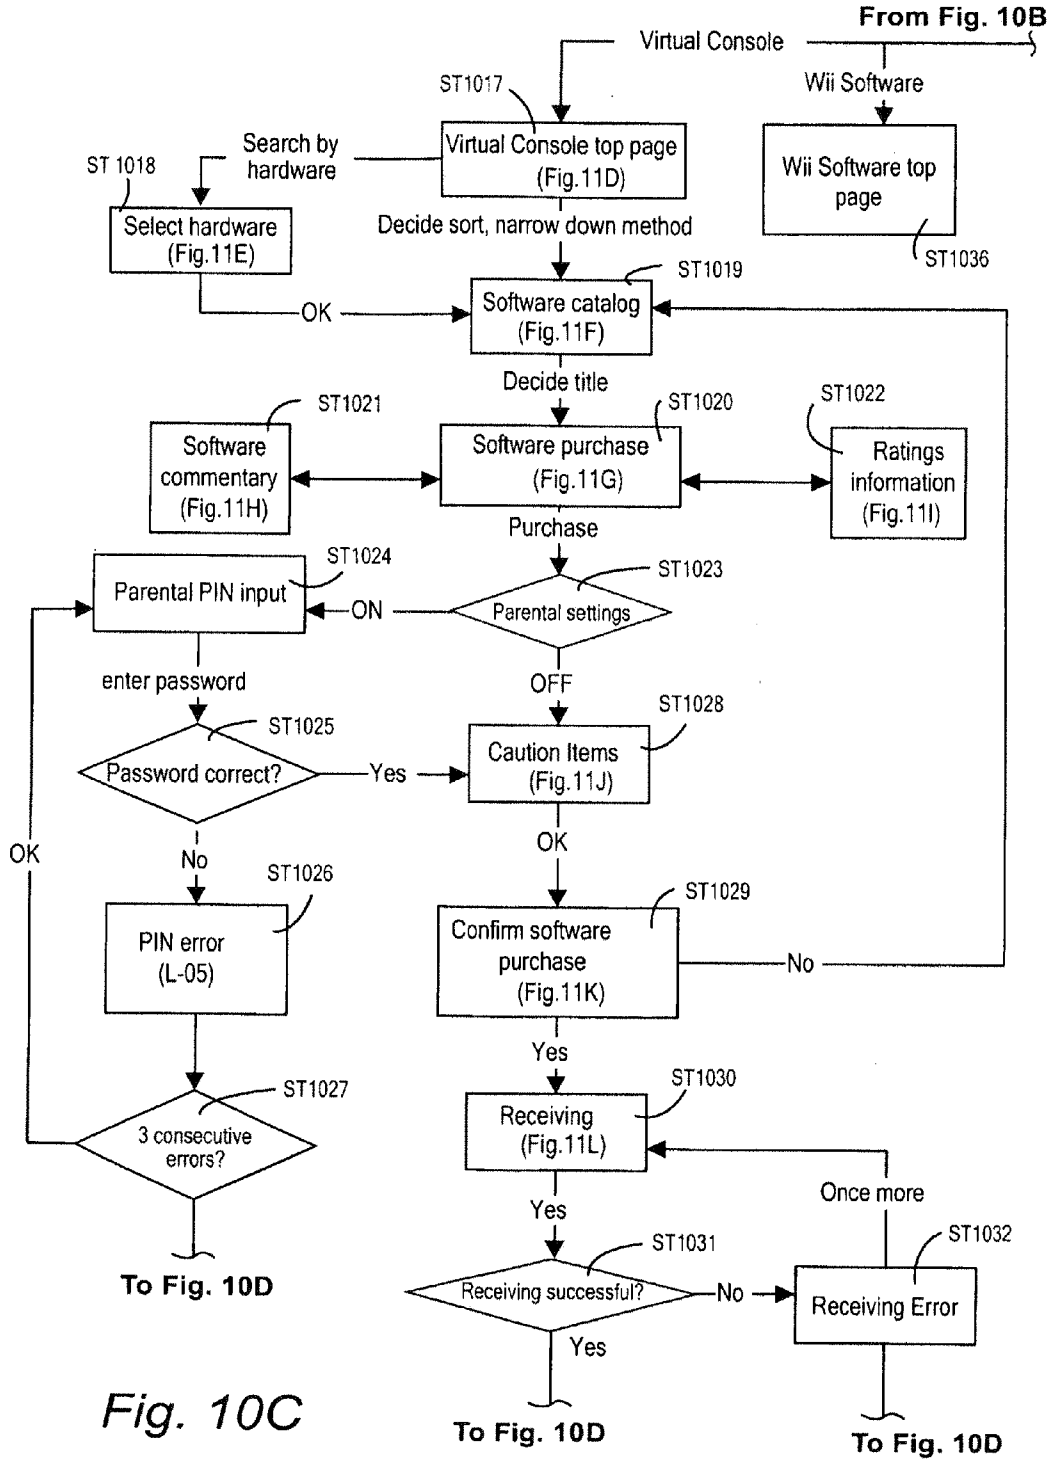 From Fig. 10B
Virtual Console
Wii Software
ST1017
Virtual Console top page
(Fig.11D)
Wii Software top
page
ST1036
Search by
hardware
ST 1018
Select hardware
(Fig.11E)
Decide sort, narrow down method
ST1019
OK
Software catalog
(Fig.11F)
Decide title
ST1021
ST1020
ST1022
Software
commentary
(Fig.11H)
Software purchase
(Fig.11G)
Ratings
information
(Fig.11I)
Purchase
ST1024
ST1023
Parental PIN input
ON
Parental settings
enter password
OFF
ST1025
ST1028
Password correct?
Yes
Caution Items
(Fig.11J)
OK
No
OK
ST1026
ST1029
PIN error
(L-05)
Confirm software
purchase
(Fig.11K)
No
Yes
ST1027
ST1030
3 consecutive
errors?
Receiving
(Fig.11L)
Once more
Yes
ST1031
ST1032
To Fig. 10D
Receiving successful?
No
Receiving Error
Yes
Fig. 10C
To Fig. 10D
To Fig. 10D